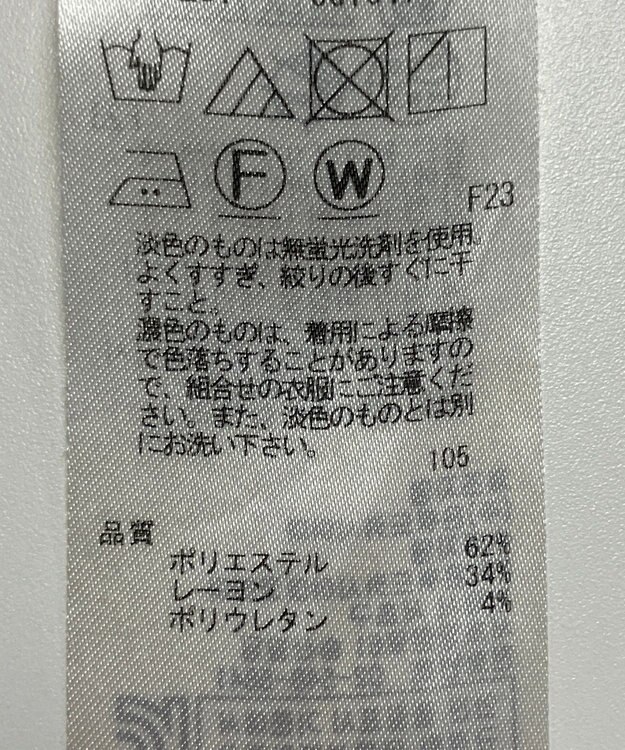 F W
F23
淡色のものは無蛍光洗剤を使用。
よくすすぎ、絞りの後すぐに干
すこと。
濃色のものは、着用による摩擦
で色落ちすることがありますの
で、組合せの衣服にご注意くだ
さい。また、淡色のものとは別
にお洗い下さい。
105
品質
ポリエステル 62%
レーヨン 34%
ポリウレタン 4%